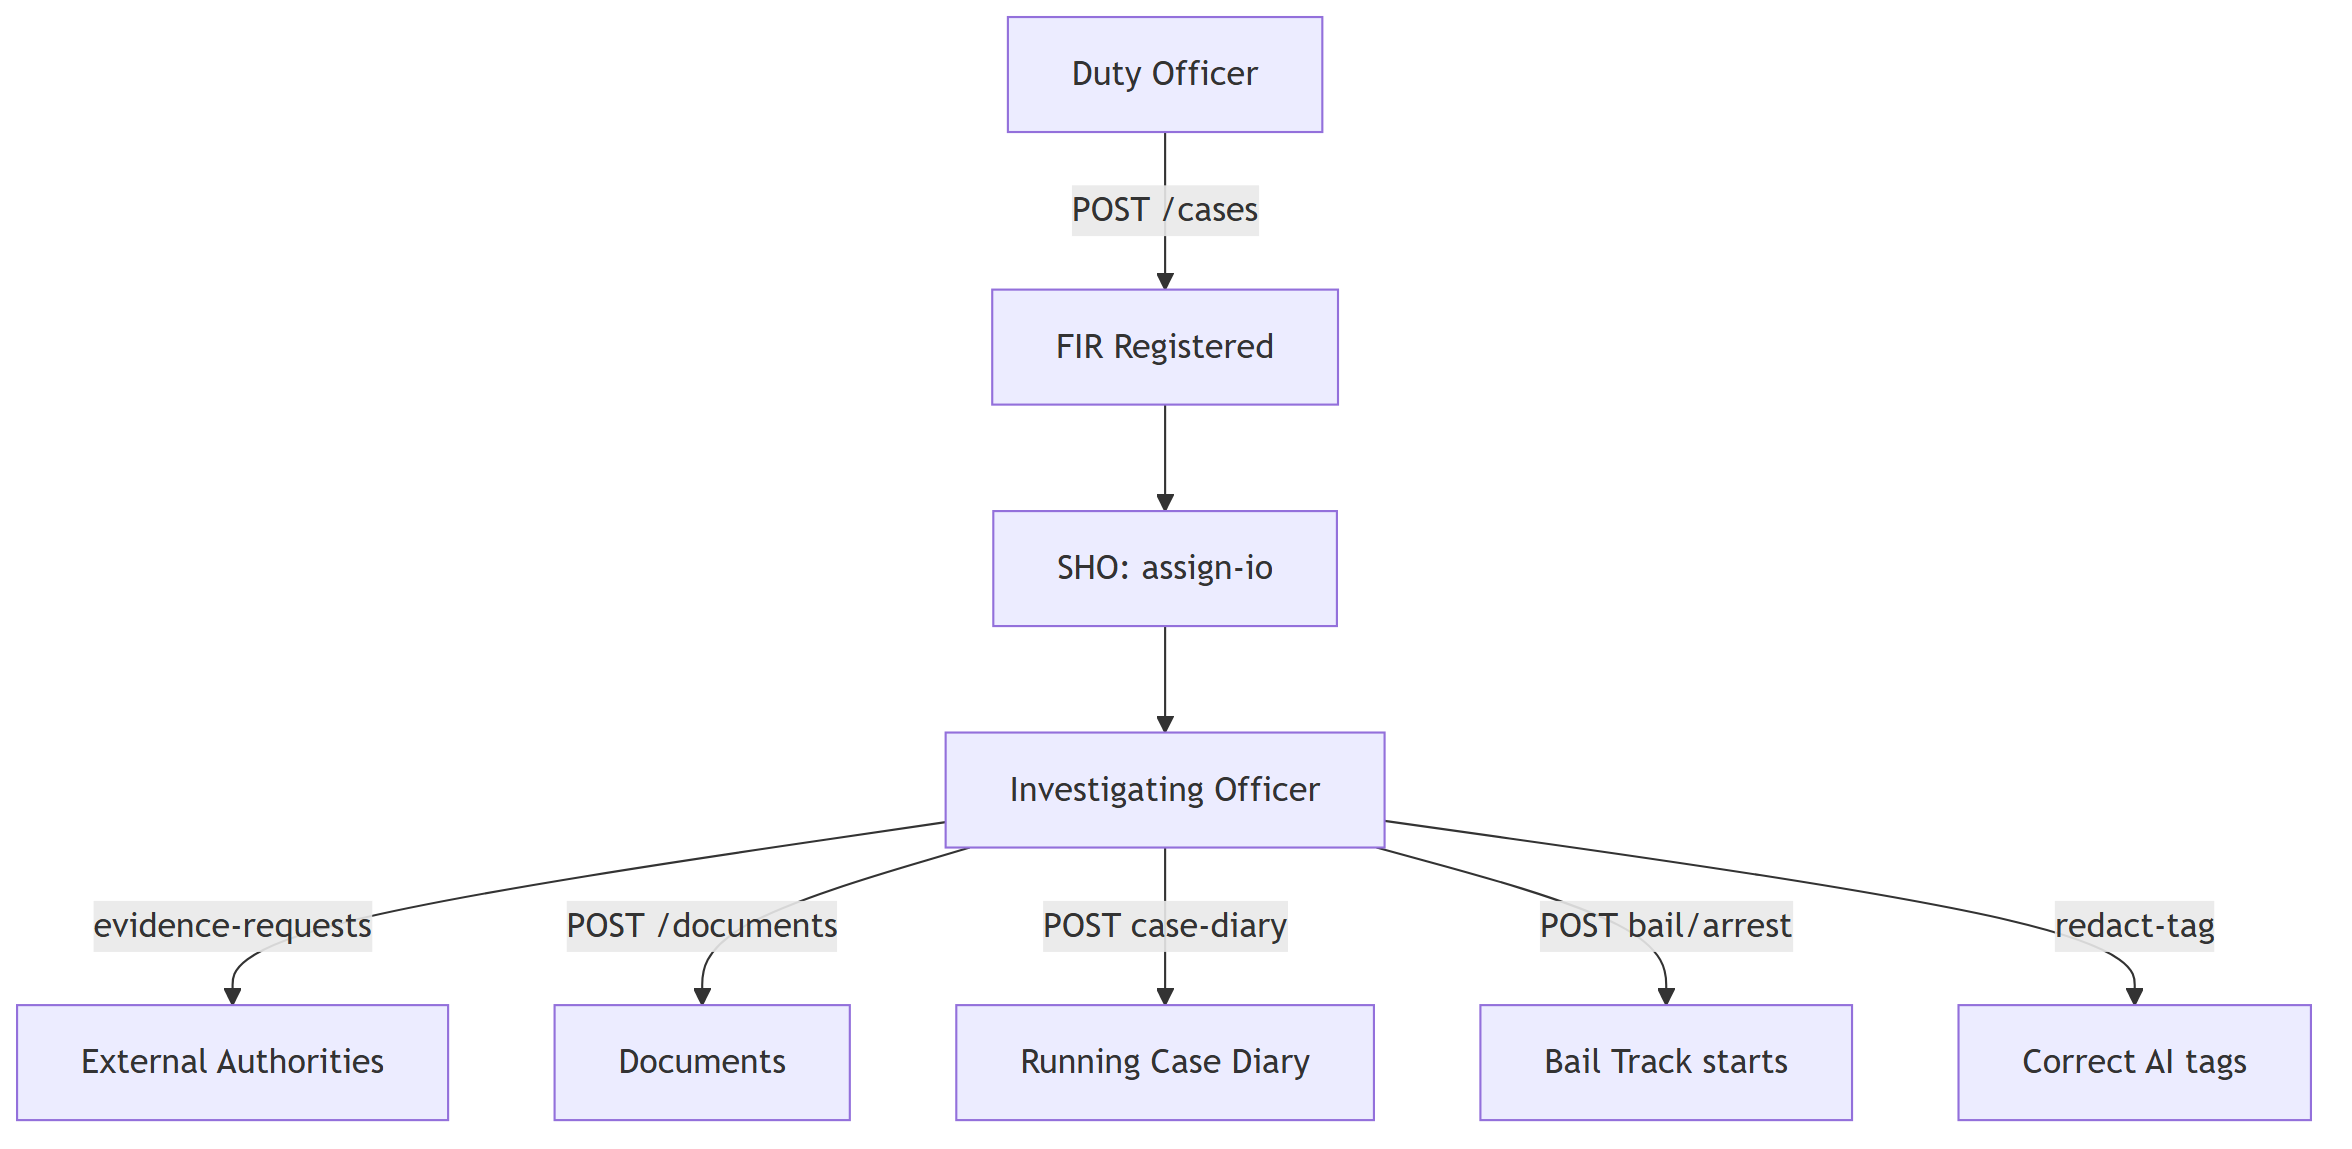 Duty Officer
POST /cases
FIR Registered
SHO: assign-io
Investigating Officer
evidence-requests
POST /documents
POST case-diary
POST bail/arrest
redact-tag
External Authorities
Documents
Running Case Diary
Bail Track starts
Correct AI tags